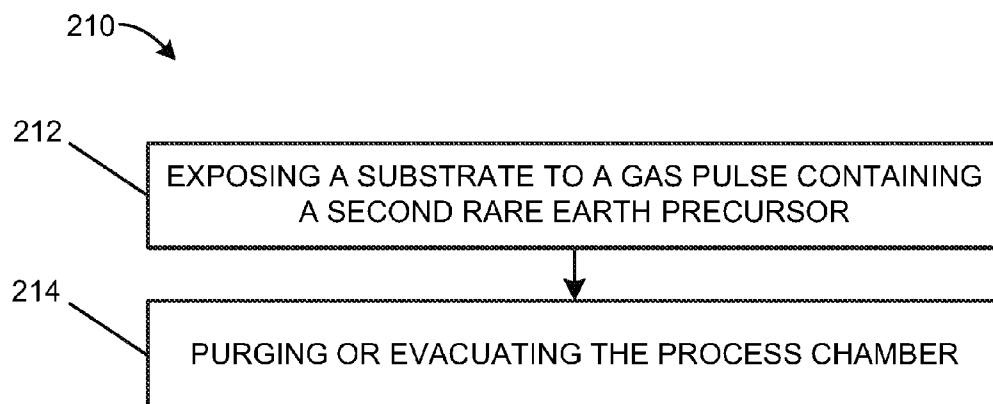 210
212
EXPOSING A SUBSTRATE TO A GAS PULSE CONTAINING
A SECOND RARE EARTH PRECURSOR
214
PURGING OR EVACUATING THE PROCESS CHAMBER